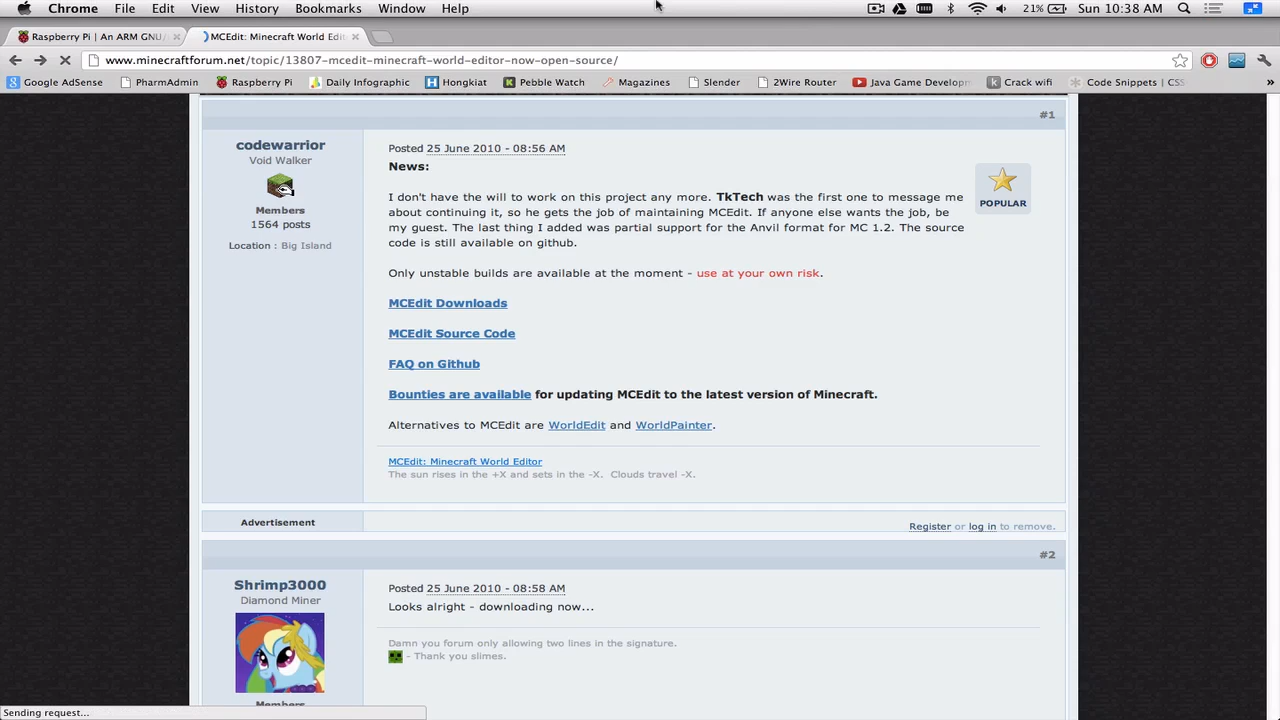 Chrome File Edit View History Bookmarks Window Help 21% Sun 10:38 AM
Raspberry Pi | An ARM GNU/ MCEdit: Minecraft World Edit
www.minecraftforum.net/topic/13807-mcedit-minecraft-world-editor-now-open-source/
Google AdSense PharmAdmin Raspberry Pi Daily Infographic Hongkiat Pebble Watch Magazines Slender 2Wire Router Java Game Developm Crack wifi Code Snippets | CSS »
#1
codewarrior
Void Walker
Members
1564 posts
Location : Big Island
Posted 25 June 2010 - 08:56 AM
News:
I don't have the will to work on this project any more. TkTech was the first one to message me
about continuing it, so he gets the job of maintaining MCEdit. If anyone else wants the job, be
my guest. The last thing I added was partial support for the Anvil format for MC 1.2. The source
code is still available on github.
POPULAR
Only unstable builds are available at the moment - use at your own risk.
MCEdit Downloads
MCEdit Source Code
FAQ on Github
Bounties are available for updating MCEdit to the latest version of Minecraft.
Alternatives to MCEdit are WorldEdit and WorldPainter.
MCEdit: Minecraft World Editor
The sun rises in the +X and sets in the -X. Clouds travel -X.
Advertisement
Register or log in to remove.
#2
Shrimp3000
Diamond Miner
Members
Posted 25 June 2010 - 08:58 AM
Looks alright - downloading now...
Damn you forum only allowing two lines in the signature.
- Thank you slimes.
Sending request...